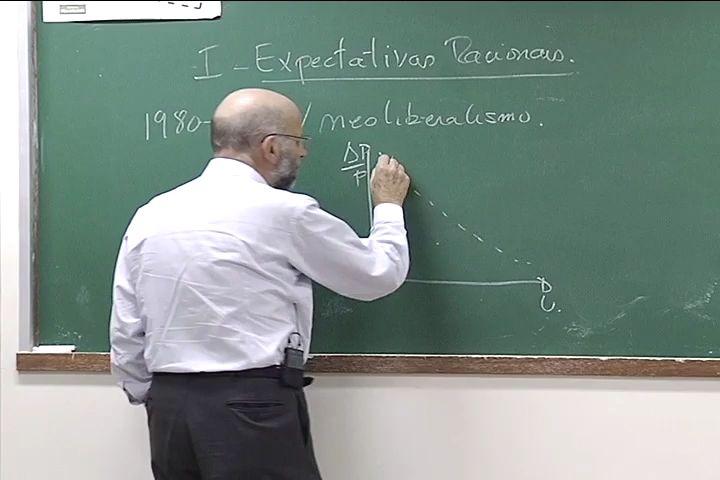 I - Expectativas Racionais.
1980- / neoliberalismo.
ΔP
P
D
U.